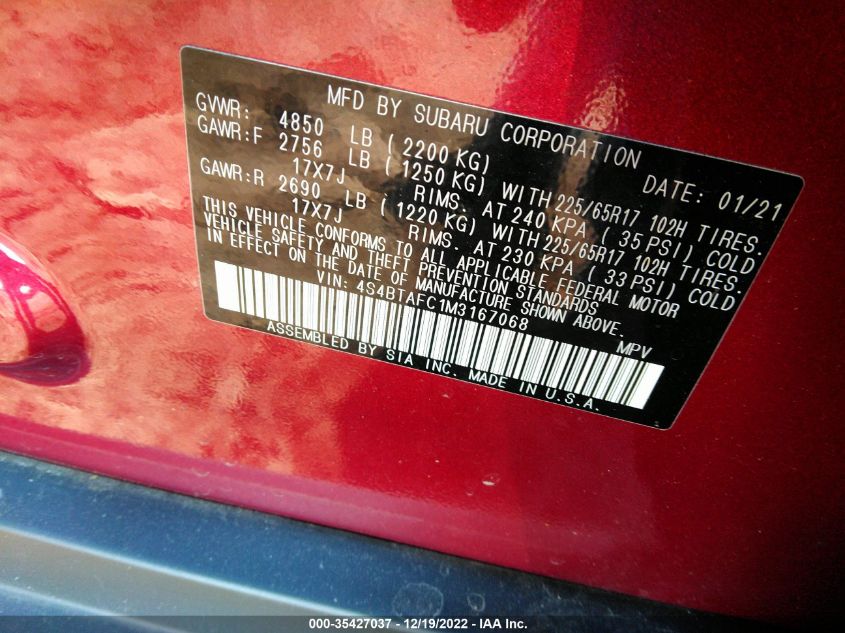 MFD BY SUBARU CORPORATION DATE: 01/21
GVWR: 4850 LB ( 2200 KG)
GAWR:F 2756 LB ( 1250 KG) WITH 225/65R17 102H TIRES.
17X7J RIMS. AT 240 KPA ( 35 PSI) COLD
GAWR:R 2690 LB ( 1220 KG) WITH 225/65R17 102H TIRES.
17X7J RIMS. AT 230 KPA ( 33 PSI) COLD
THIS VEHICLE CONFORMS TO ALL APPLICABLE FEDERAL MOTOR
VEHICLE SAFETY AND THEFT PREVENTION STANDARDS
IN EFFECT ON THE DATE OF MANUFACTURE SHOWN ABOVE.
VIN: 4S4BTAFC1M3167068 MPV
ASSEMBLED BY SIA INC. MADE IN U.S.A.
000-35427037 - 12/19/2022 - IAA Inc.